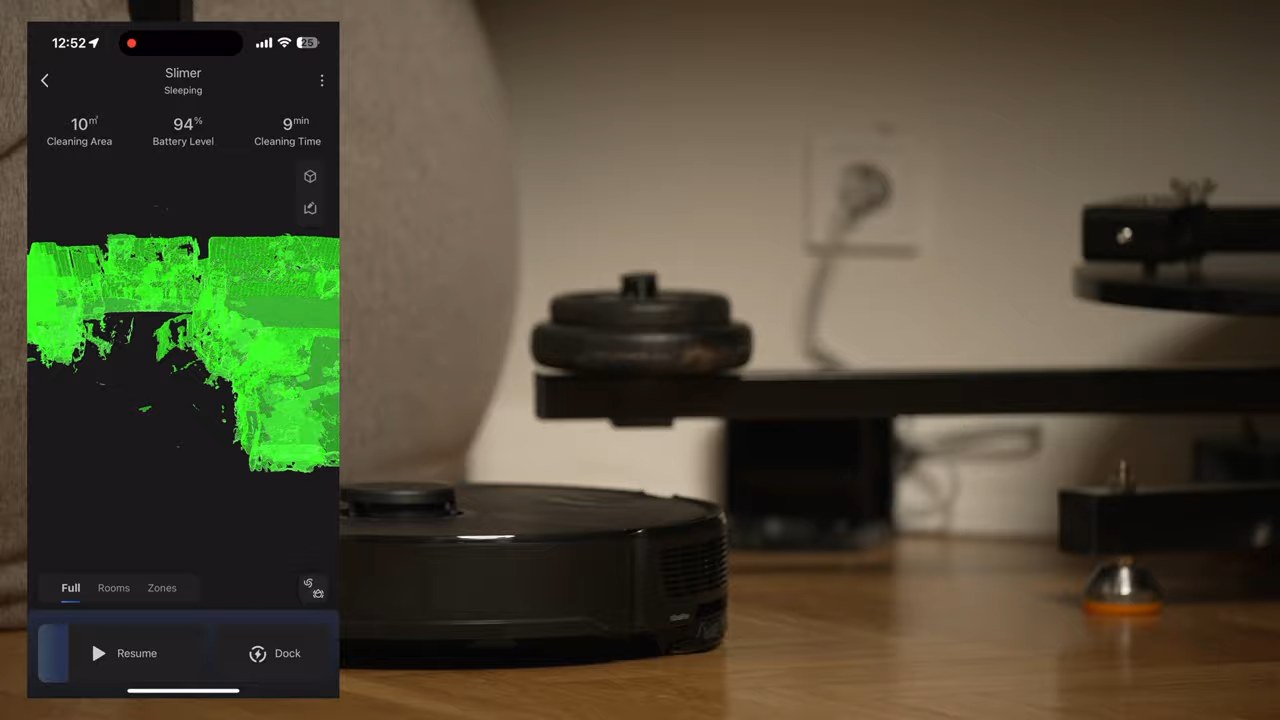 12:52
25
Slimer
Sleeping
10㎡ 94% 9min
Cleaning Area Battery Level Cleaning Time
Full Rooms Zones
Resume Dock